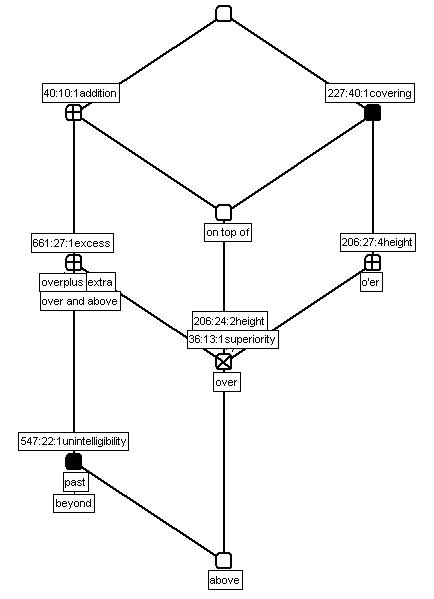 40:10:1addition
227:40:1covering
on top of
661:27:1excess
206:27:4height
overplus extra
o'er
over and above
206:24:2height
36:13:1superiority
over
547:22:1unintelligibility
past
beyond
above